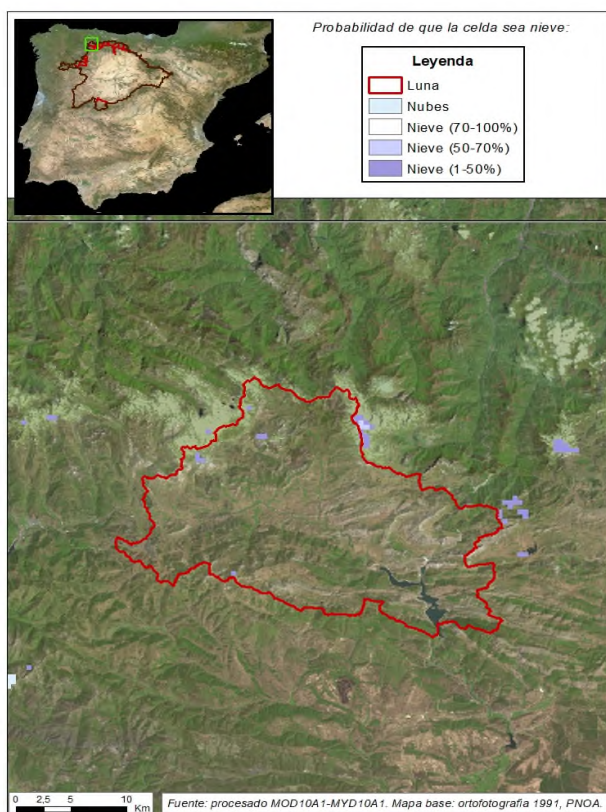 Probabilidad de que la celda sea nieve:
Leyenda
Luna
Nubes
Nieve (70-100%)
Nieve (50-70%)
Nieve (1-50%)
0 2,5 5 10
Km
Fuente: procesado MOD10A1-MYD10A1. Mapa base: ortofotografia 1991, PNOA